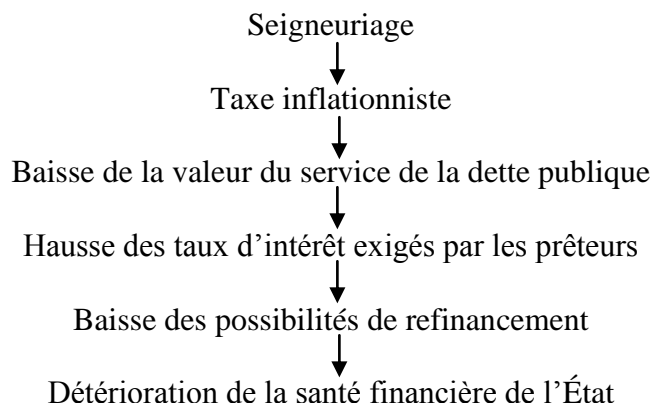 Seigneuriage
Taxe inflationniste
Baisse de la valeur du service de la dette publique
Hausse des taux d’intérêt exigés par les prêteurs
Baisse des possibilités de refinancement
Détérioration de la santé financière de l’État